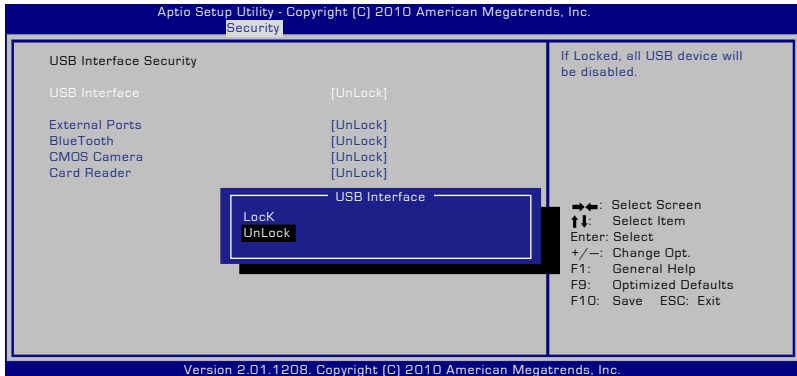 Aptio Setup Utility - Copyright (C) 2010 American Megatrends, Inc.
Security
USB Interface Security
USB Interface [UnLock]
External Ports [UnLock]
BlueTooth [UnLock]
CMOS Camera [UnLock]
Card Reader [UnLock]
USB Interface
LocK
UnLock
If Locked, all USB device will
be disabled.
→←: Select Screen
↑↓: Select Item
Enter: Select
+/—: Change Opt.
F1: General Help
F9: Optimized Defaults
F10: Save ESC: Exit
Version 2.01.1208. Copyright (C) 2010 American Megatrends, Inc.